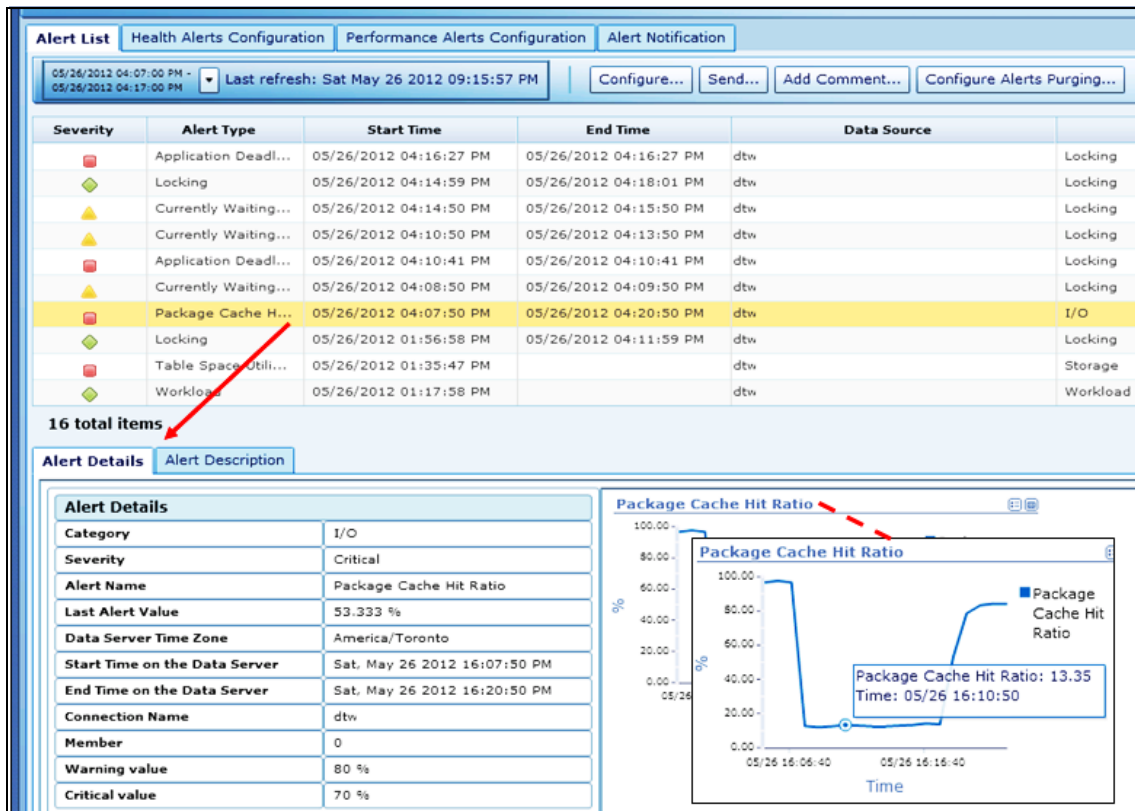 Alert List Health Alerts Configuration Performance Alerts Configuration Alert Notification
05/26/2012 04:07:00 PM -
05/26/2012 04:17:00 PM
Last refresh: Sat May 26 2012 09:15:57 PM Configure... Send... Add Comment... Configure Alerts Purging...
Severity Alert Type Start Time End Time Data Source
Application Deadl... 05/26/2012 04:16:27 PM 05/26/2012 04:16:27 PM dtw Locking
Locking 05/26/2012 04:14:59 PM 05/26/2012 04:18:01 PM dtw Locking
Currently Waiting... 05/26/2012 04:14:50 PM 05/26/2012 04:15:50 PM dtw Locking
Currently Waiting... 05/26/2012 04:10:50 PM 05/26/2012 04:13:50 PM dtw Locking
Application Deadl... 05/26/2012 04:10:41 PM 05/26/2012 04:10:41 PM dtw Locking
Currently Waiting... 05/26/2012 04:08:50 PM 05/26/2012 04:09:50 PM dtw Locking
Package Cache H... 05/26/2012 04:07:50 PM 05/26/2012 04:20:50 PM dtw I/O
Locking 05/26/2012 01:56:58 PM 05/26/2012 04:11:59 PM dtw Locking
Table Space Utili... 05/26/2012 01:35:47 PM dtw Storage
Workload 05/26/2012 01:17:58 PM dtw Workload
16 total items
Alert Details Alert Description
Alert Details
Category I/O
Severity Critical
Alert Name Package Cache Hit Ratio
Last Alert Value 53.333 %
Data Server Time Zone America/Toronto
Start Time on the Data Server Sat, May 26 2012 16:07:50 PM
End Time on the Data Server Sat, May 26 2012 16:20:50 PM
Connection Name dtw
Member 0
Warning value 80 %
Critical value 70 %
Package Cache Hit Ratio
100.00
80.00
60.00
40.00
20.00
0.00
%
05/26
Package Cache Hit Ratio
100.00
80.00
60.00
40.00
20.00
0.00
%
Package
Cache Hit
Ratio
Package Cache Hit Ratio: 13.35
Time: 05/26 16:10:50
05/26 16:06:40 05/26 16:16:40
Time